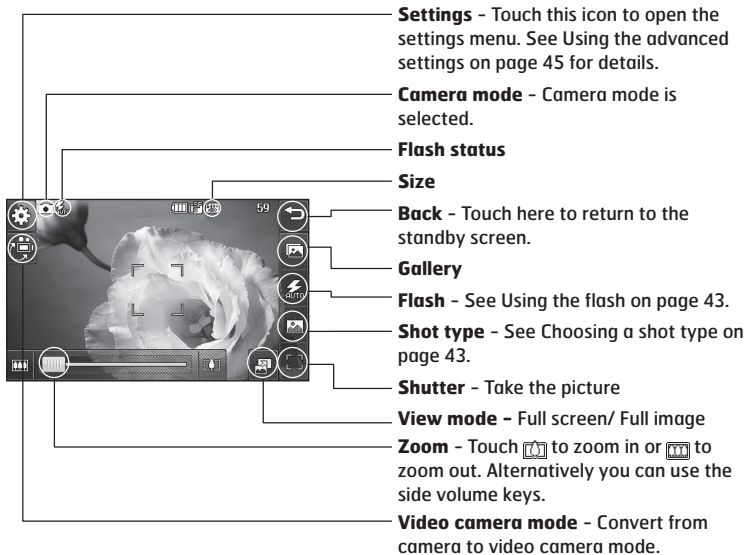 Settings – Touch this icon to open the
settings menu. See Using the advanced
settings on page 45 for details.
Camera mode – Camera mode is
selected.
Flash status
Size
Back – Touch here to return to the
standby screen.
Gallery
Flash – See Using the flash on page 43.
Shot type – See Choosing a shot type on
page 43.
Shutter – Take the picture
View mode – Full screen/ Full image
Zoom – Touch to zoom in or to
zoom out. Alternatively you can use the
side volume keys.
Video camera mode – Convert from
camera to video camera mode.
AUTO
59
AUTO